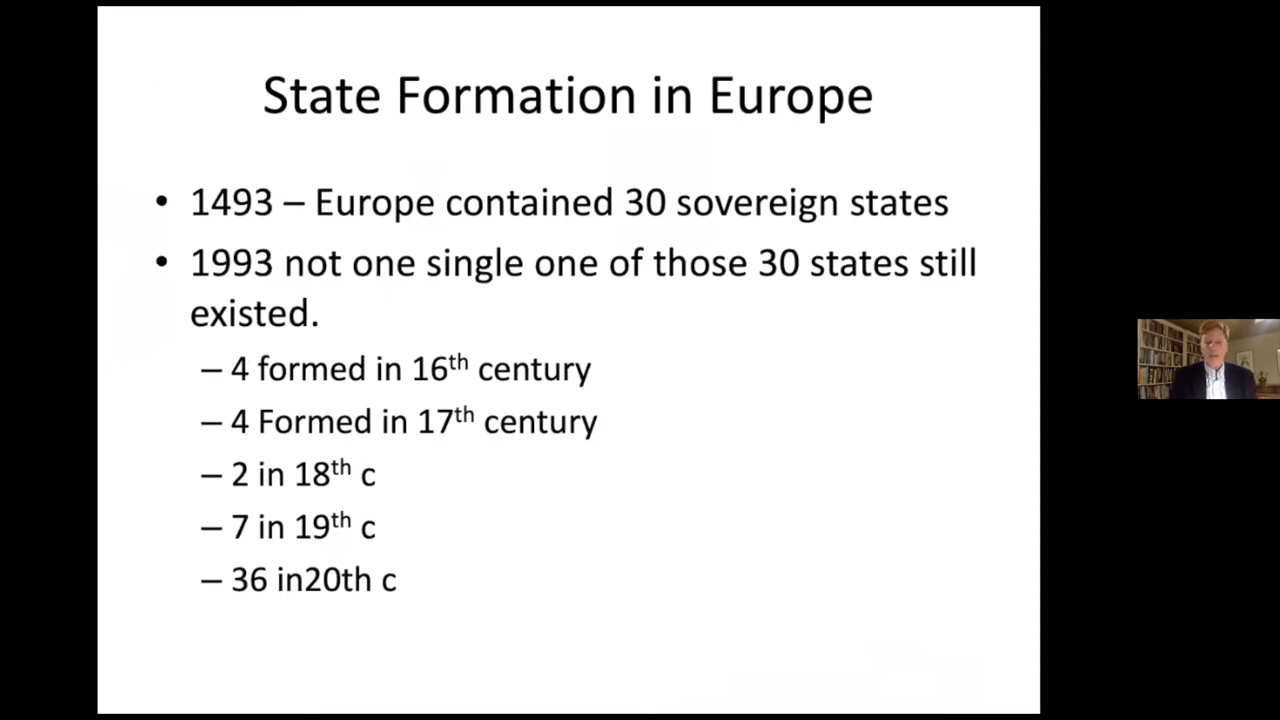 State Formation in Europe
• 1493 – Europe contained 30 sovereign states
• 1993 not one single one of those 30 states still
existed.
– 4 formed in 16th century
– 4 Formed in 17th century
– 2 in 18th c
– 7 in 19th c
– 36 in20th c